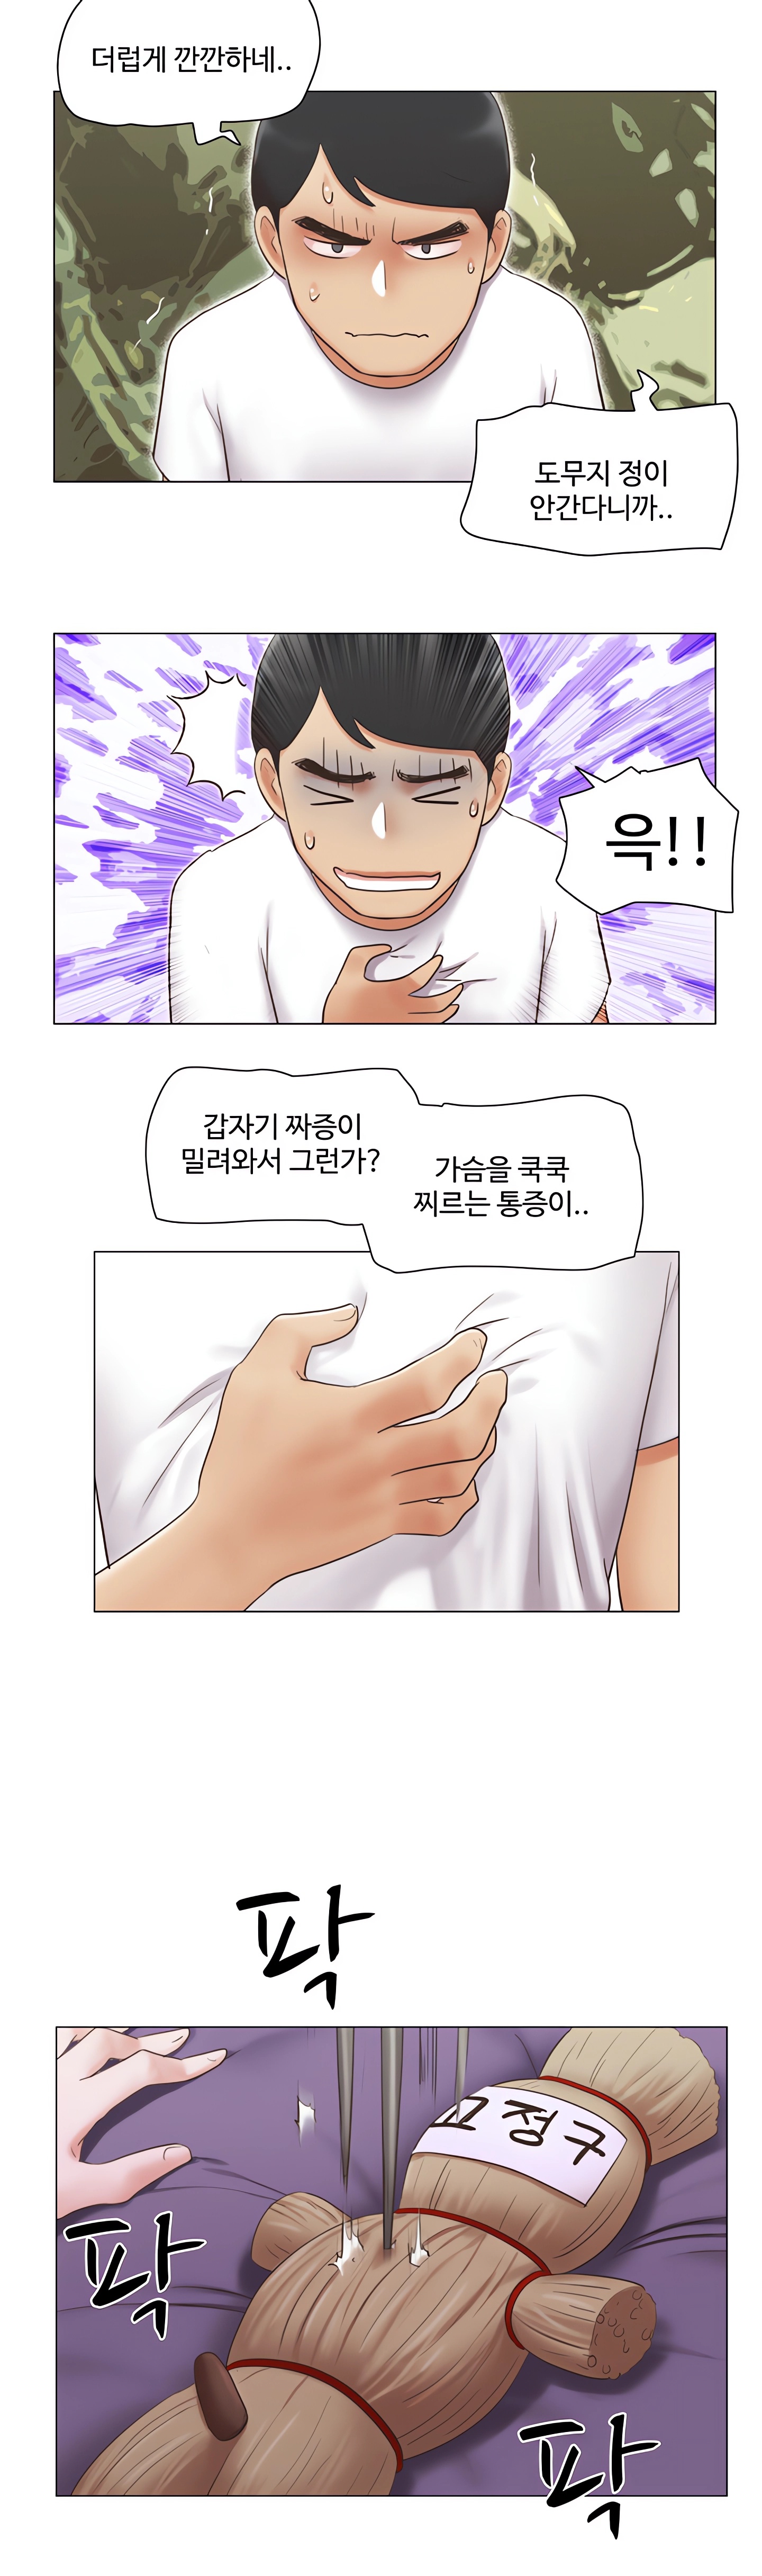 더럽게 깐깐하네..
도무지 정이
안간다니까..
윽!!
갑자기 짜증이
밀려와서 그런가?
가슴을 쿡쿡
찌르는 통증이..
팍
고정구
팍
팍